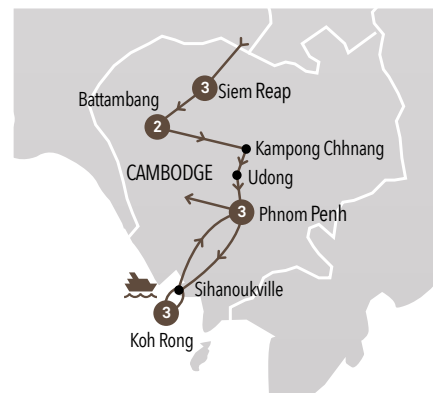 3
Siem Reap
Battambang
2
Kampong Chhnang
CAMBODGE
Udong
3
Phnom Penh
Sihanoukville
3
Koh Rong